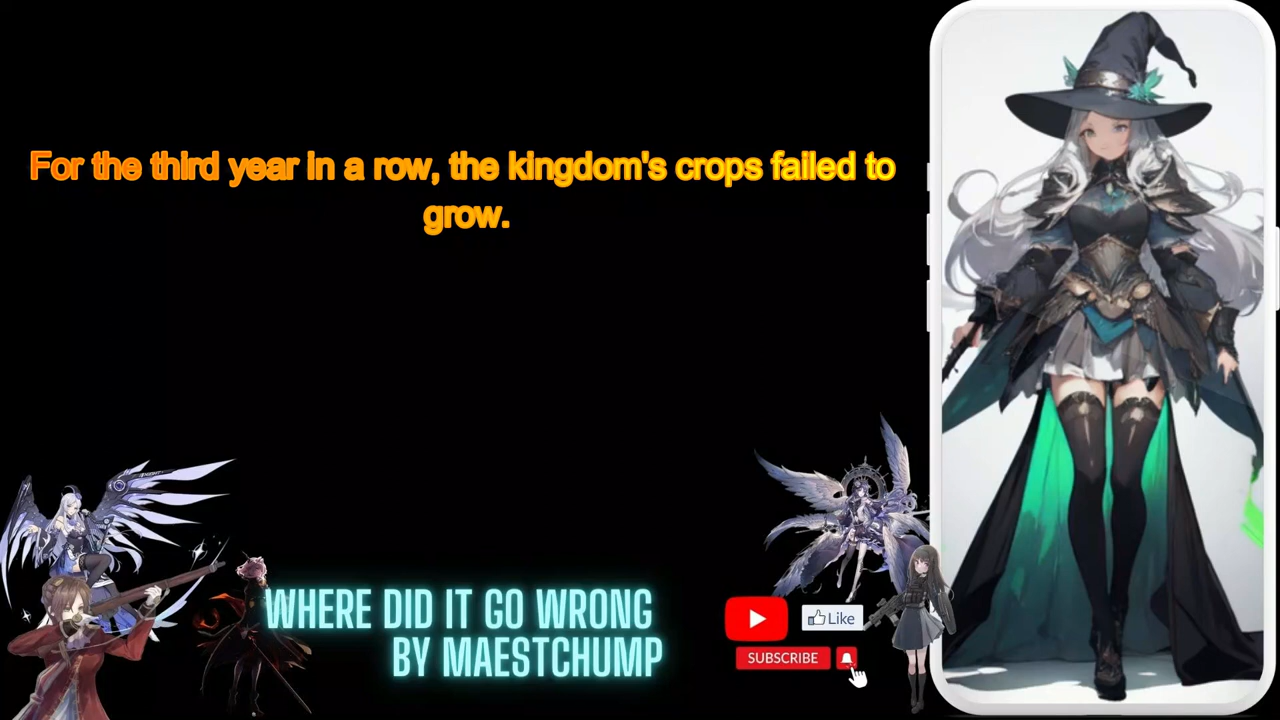 For the third year in a row, the kingdom's crops failed to
grow.
WHERE DID IT GO WRONG
BY MAESTCHUMP
Like
SUBSCRIBE